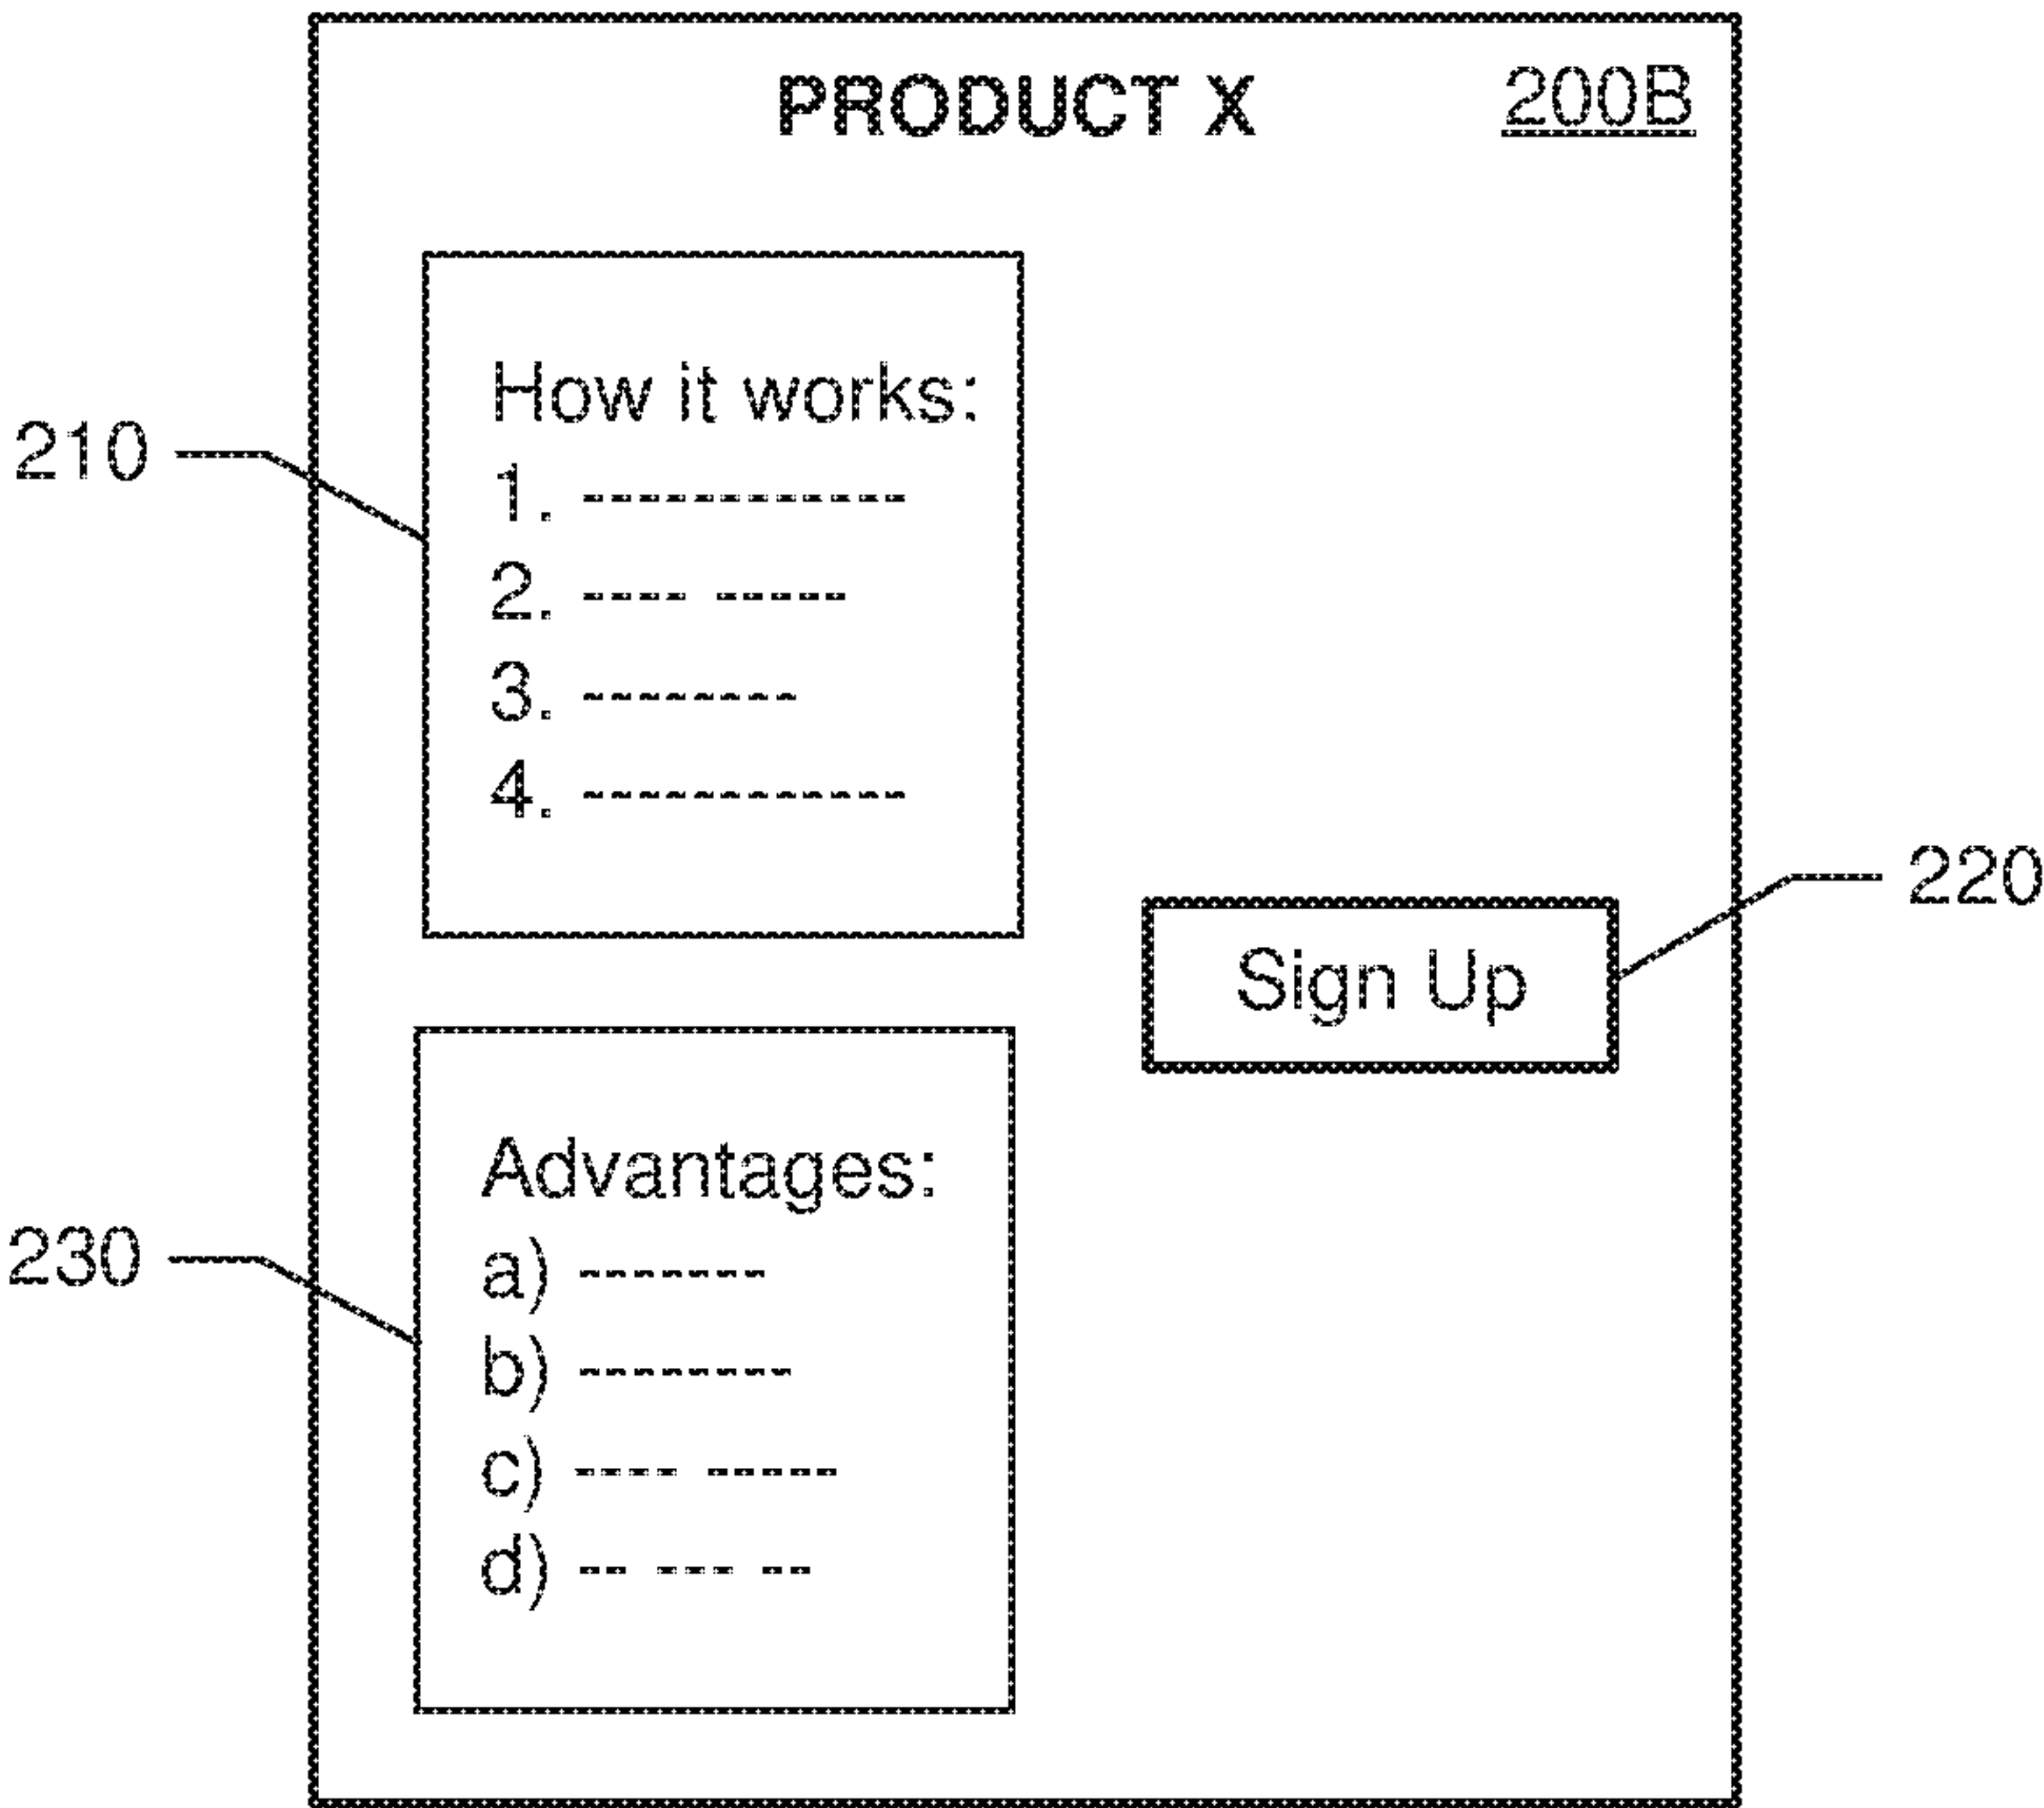 PRODUCT X 200B
210
How it works:
1. ------------
2. ---- -----
3. --------
4. ------------
220
Sign Up
230
Advantages:
a) -------
b) --------
c) ---- -----
d) -- --- --